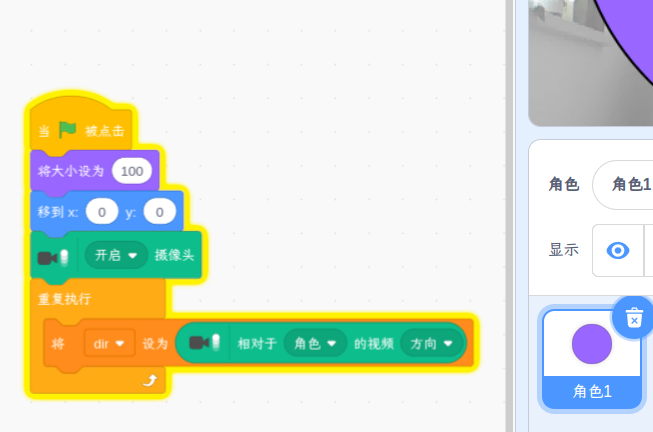 当 被点击
将大小设为 100
移到 x: 0 y: 0
开启 摄像头
重复执行
将 dir 设为 相对于 角色 的视频 方向
角色 角色1
显示
角色1